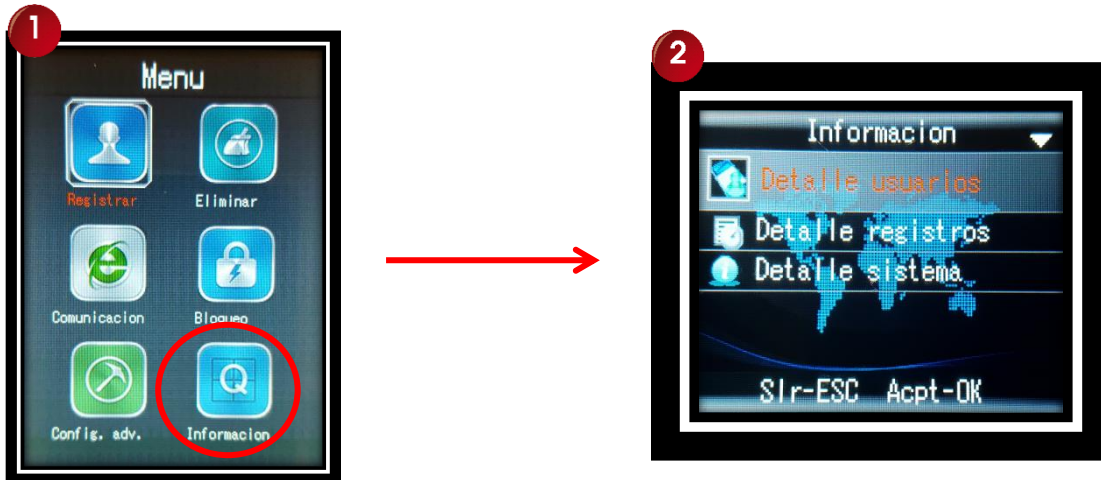 1
Menu
Registrar
Eliminar
Comunicacion
Bloqueo
Config. adv.
Informacion
2
Informacion
Detalle usuarios
Detalle registros
Detalle sistema
Slr-ESC Acpt-OK